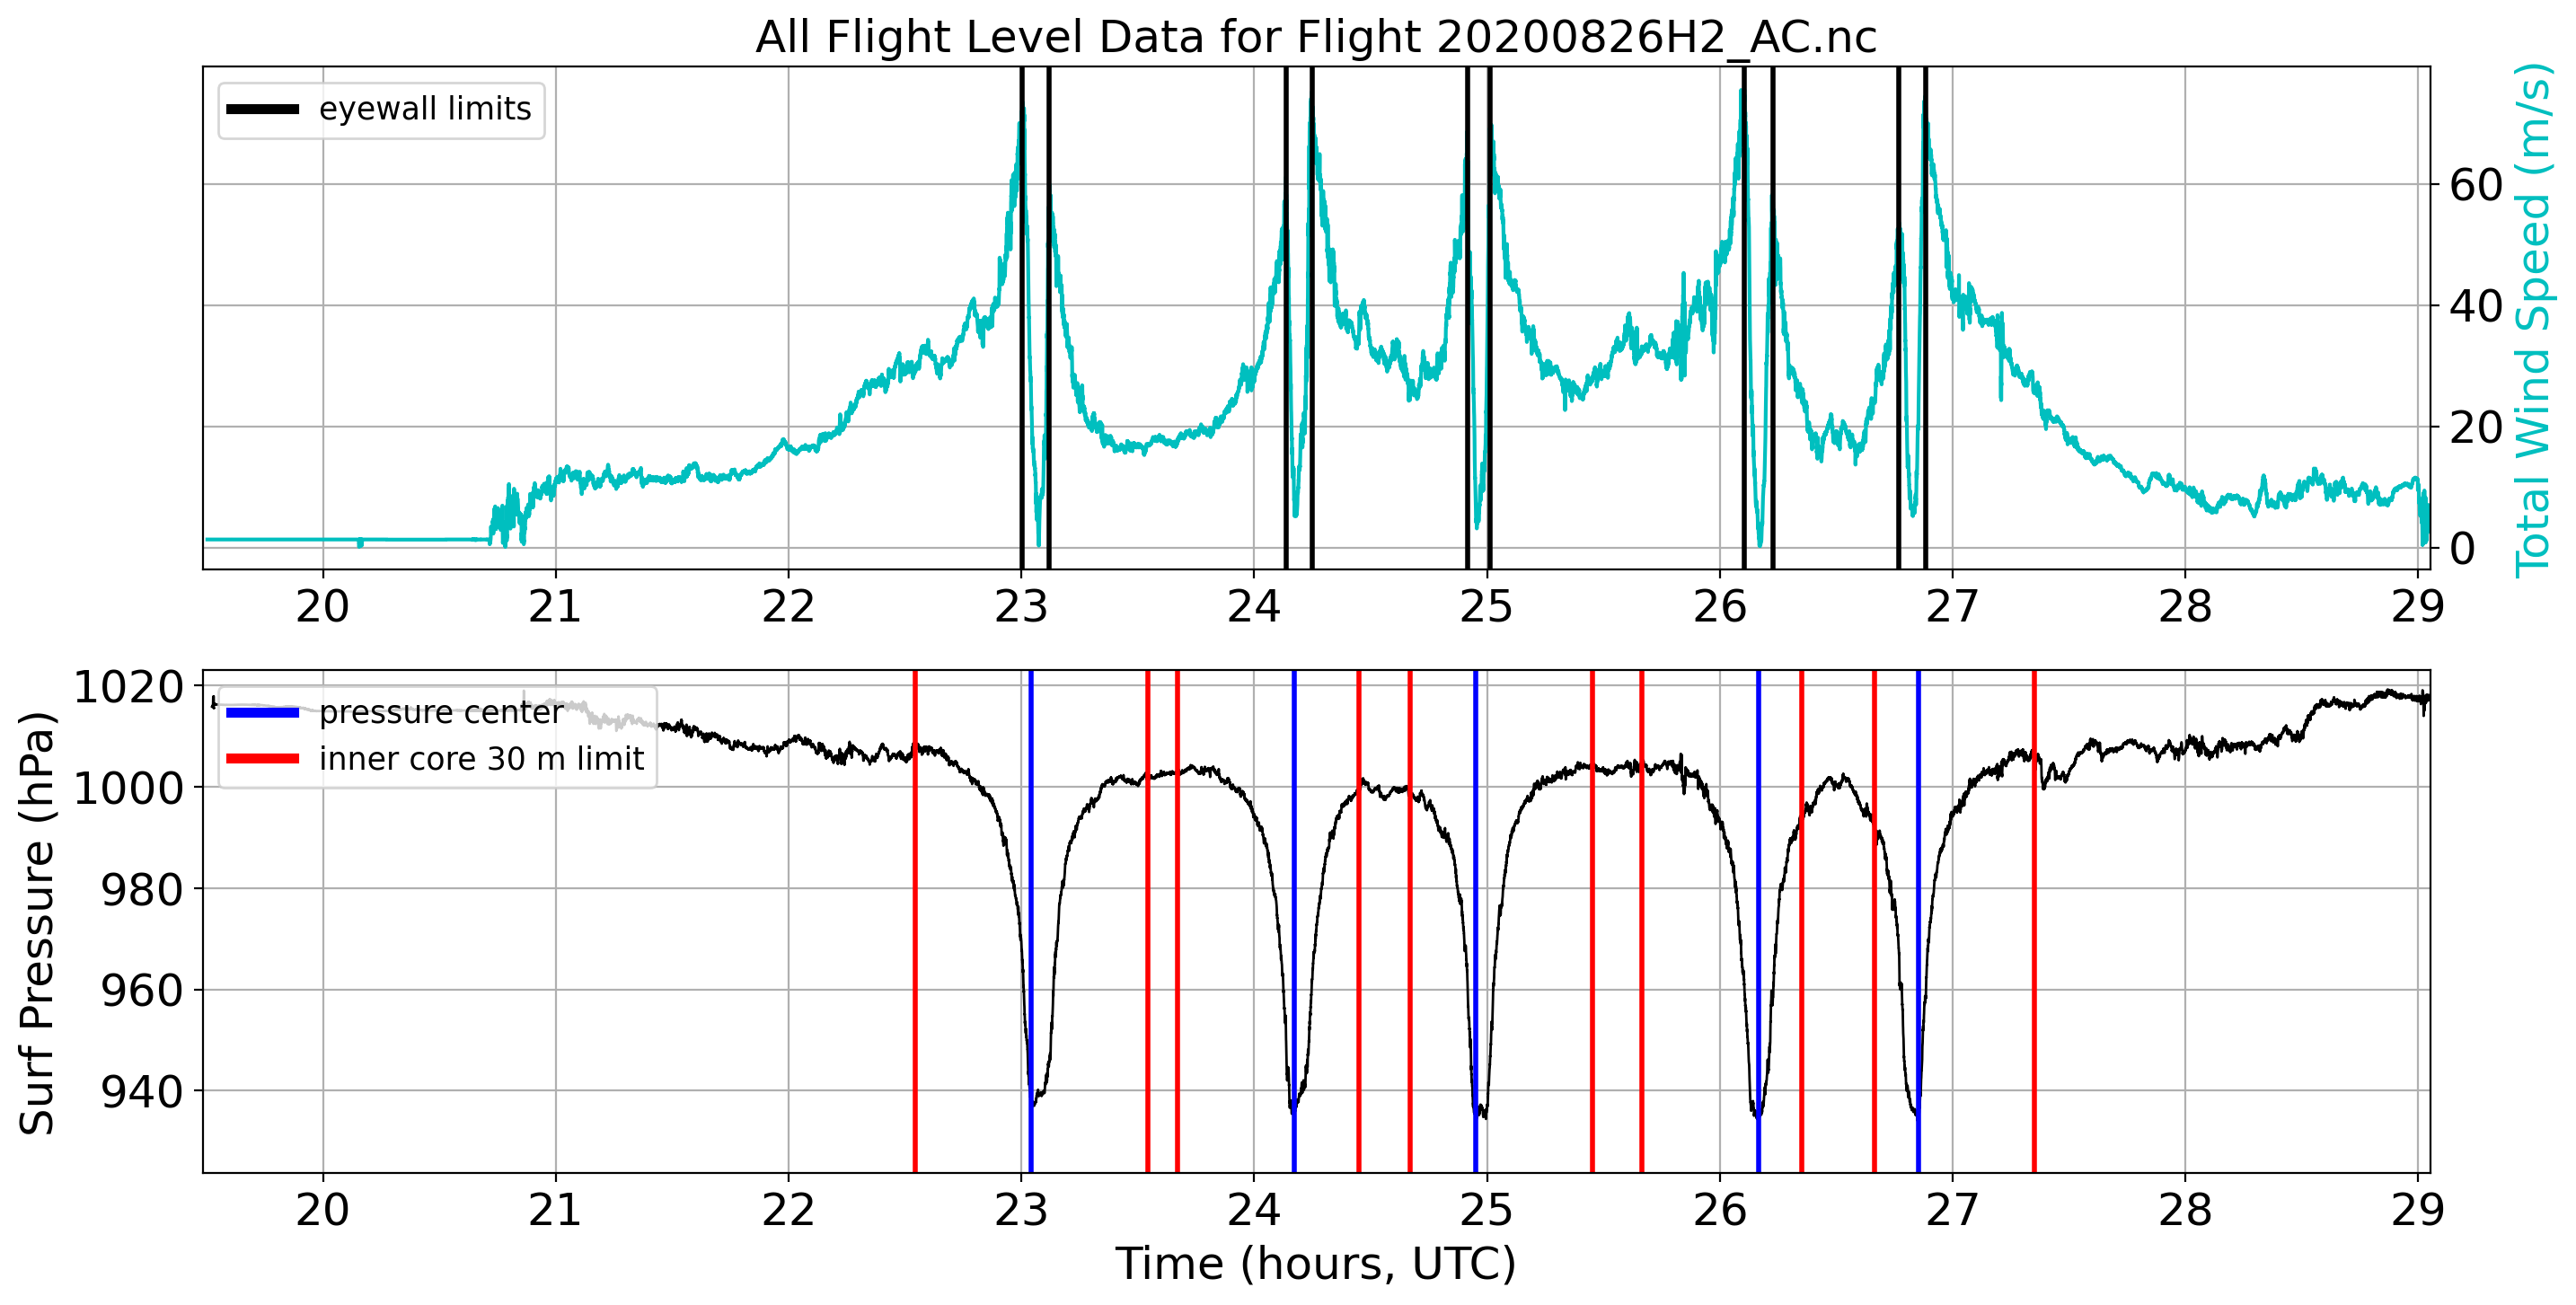 All Flight Level Data for Flight 20200826H2_AC.nc
eyewall limits
60
40
20
0
Total Wind Speed (m/s)
20 21 22 23 24 25 26 27 28 29
1020
1000
980
960
940
Surf Pressure (hPa)
pressure center
inner core 30 m limit
20 21 22 23 24 25 26 27 28 29
Time (hours, UTC)